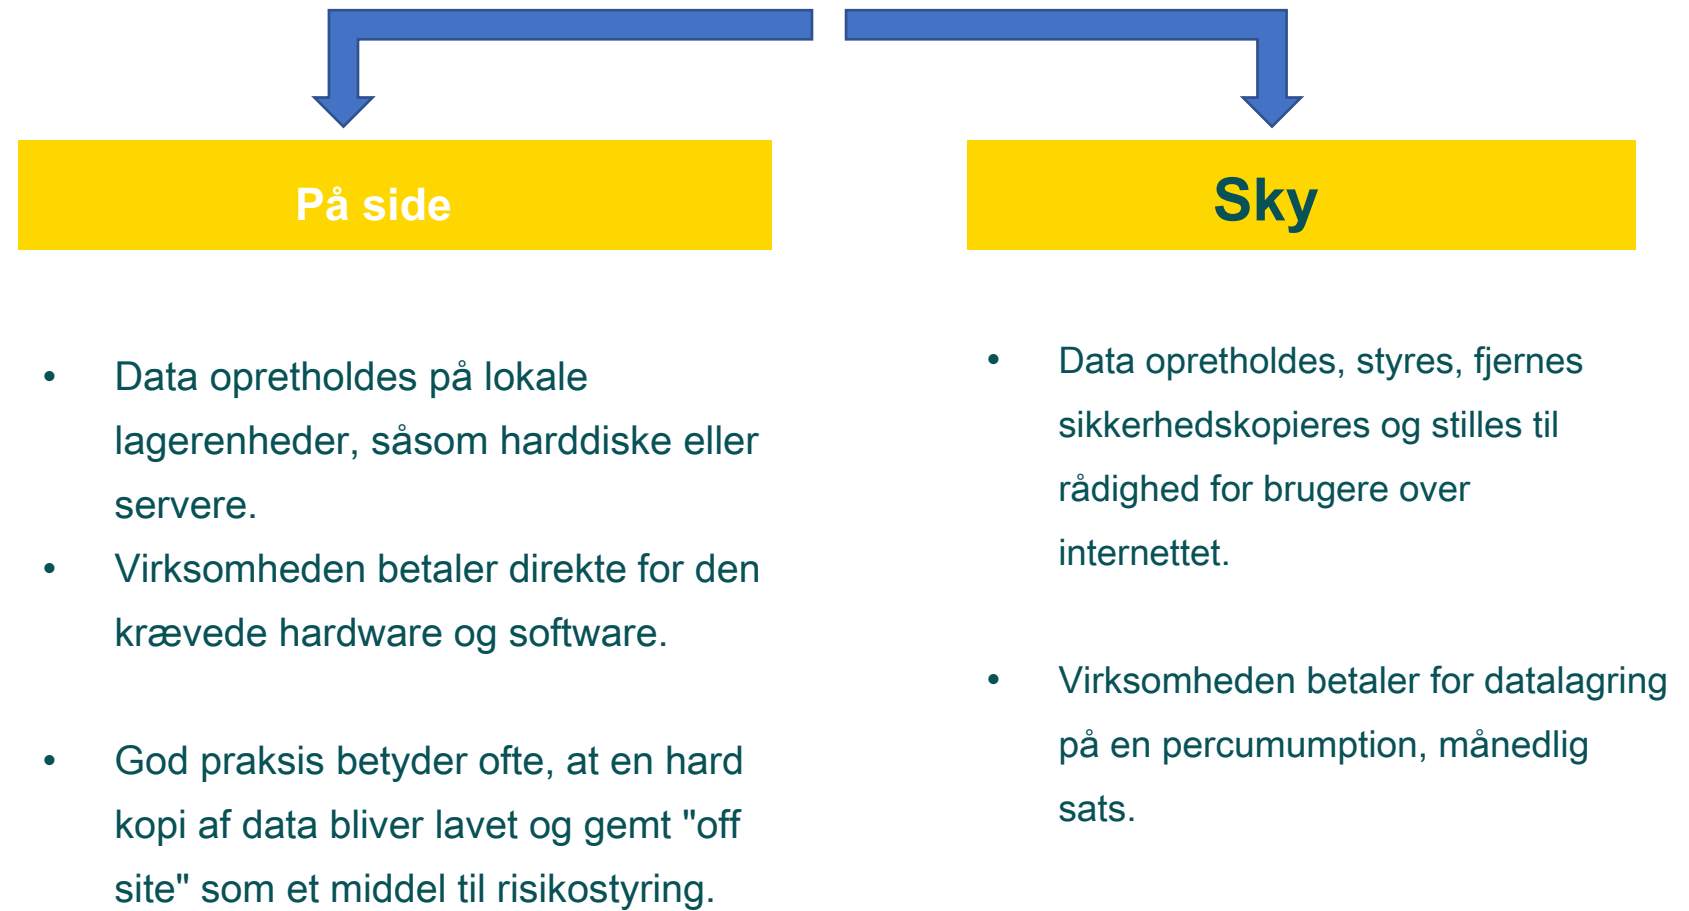 På side
• Data opretholdes på lokale
lagerenheder, såsom harddiske eller
servere.
• Virksomheden betaler direkte for den
krævede hardware og software.
• God praksis betyder ofte, at en hard
kopi af data bliver lavet og gemt "off
site" som et middel til risikostyring.
Sky
• Data opretholdes, styres, fjernes
sikkerhedskopieres og stilles til
rådighed for brugere over
internettet.
• Virksomheden betaler for datalagring
på en percumumption, månedlig
sats.